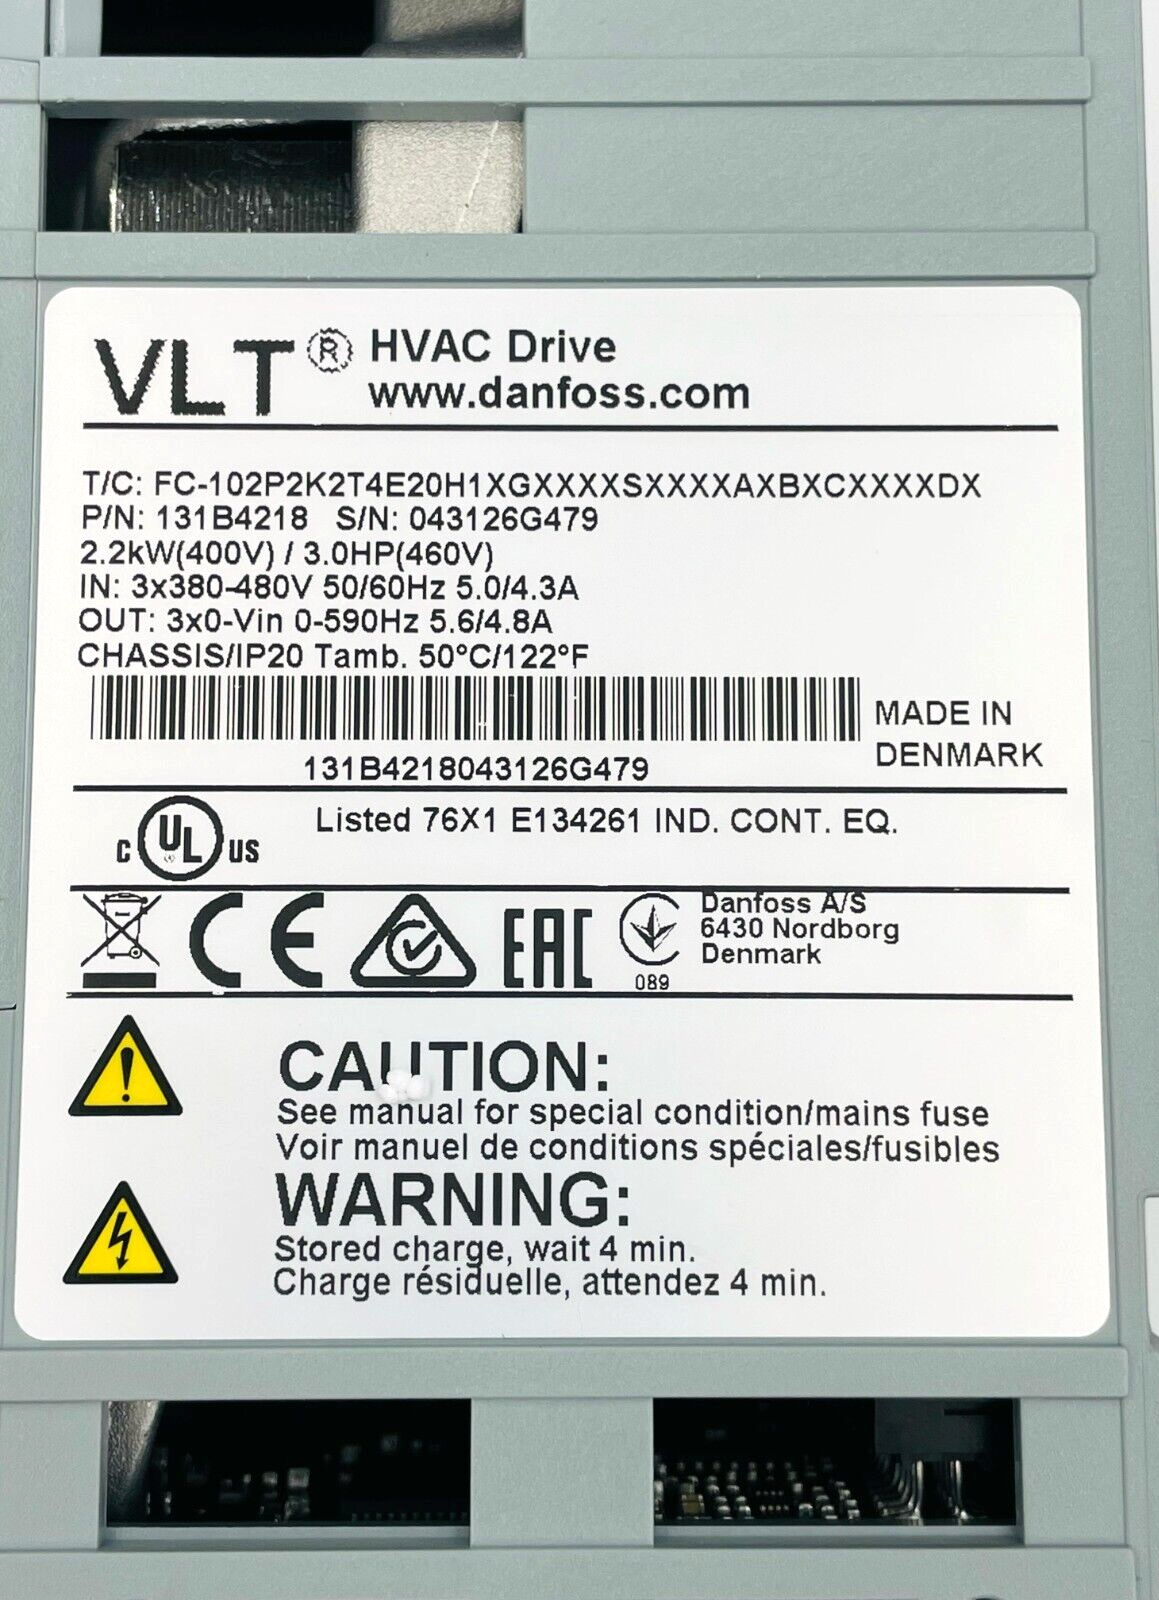 VLT® HVAC Drive
www.danfoss.com
T/C: FC-102P2K2T4E20H1XGXXXXSXXXXAXBXCXXXXDX
P/N: 131B4218 S/N: 043126G479
2.2kW(400V) / 3.0HP(460V)
IN: 3x380-480V 50/60Hz 5.0/4.3A
OUT: 3x0-Vin 0-590Hz 5.6/4.8A
CHASSIS/IP20 Tamb. 50°C/122°F
MADE IN
DENMARK
131B4218043126G479
Listed 76X1 E134261 IND. CONT. EQ.
C UL US
CE EAC
089
Danfoss A/S
6430 Nordborg
Denmark
CAUTION:
See manual for special condition/mains fuse
Voir manuel de conditions spéciales/fusibles
WARNING:
Stored charge, wait 4 min.
Charge résiduelle, attendez 4 min.